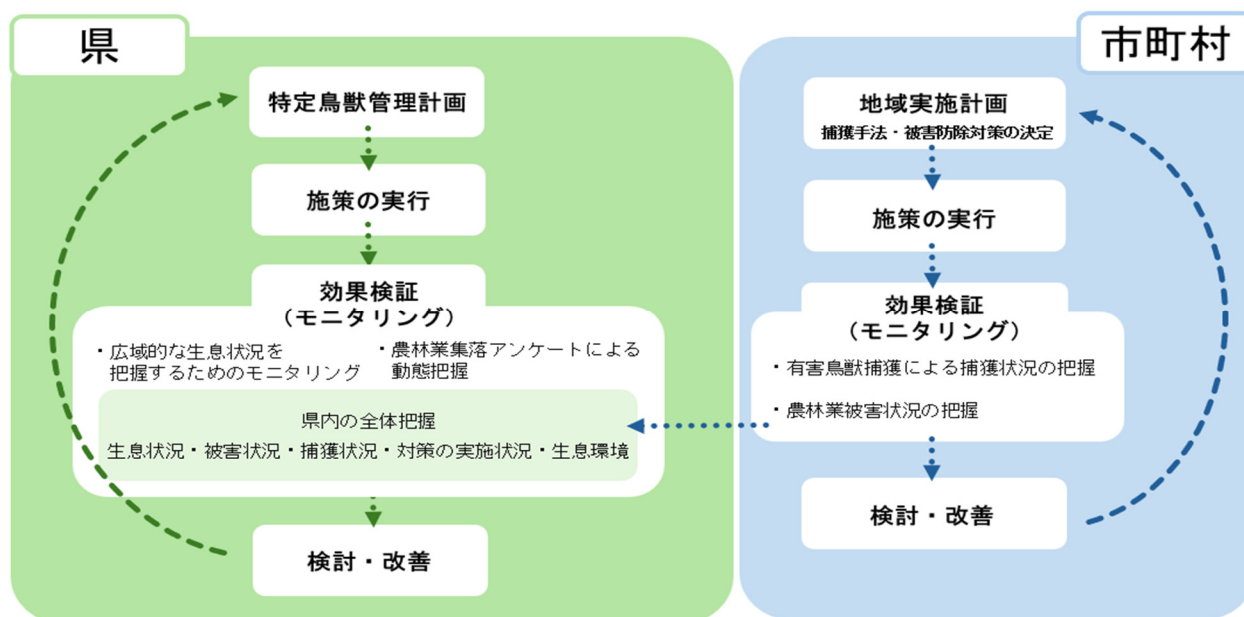 県
特定鳥獣管理計画
施策の実行
効果検証
（モニタリング）
・広域的な生息状況を
把握するためのモニタリング
・農林業集落アンケートによる
動態把握
県内の全体把握
生息状況・被害状況・捕獲状況・対策の実施状況・生息環境
検討・改善
市町村
地域実施計画
捕獲手法・被害防除対策の決定
施策の実行
効果検証
（モニタリング）
・有害鳥獣捕獲による捕獲状況の把握
・農林業被害状況の把握
検討・改善